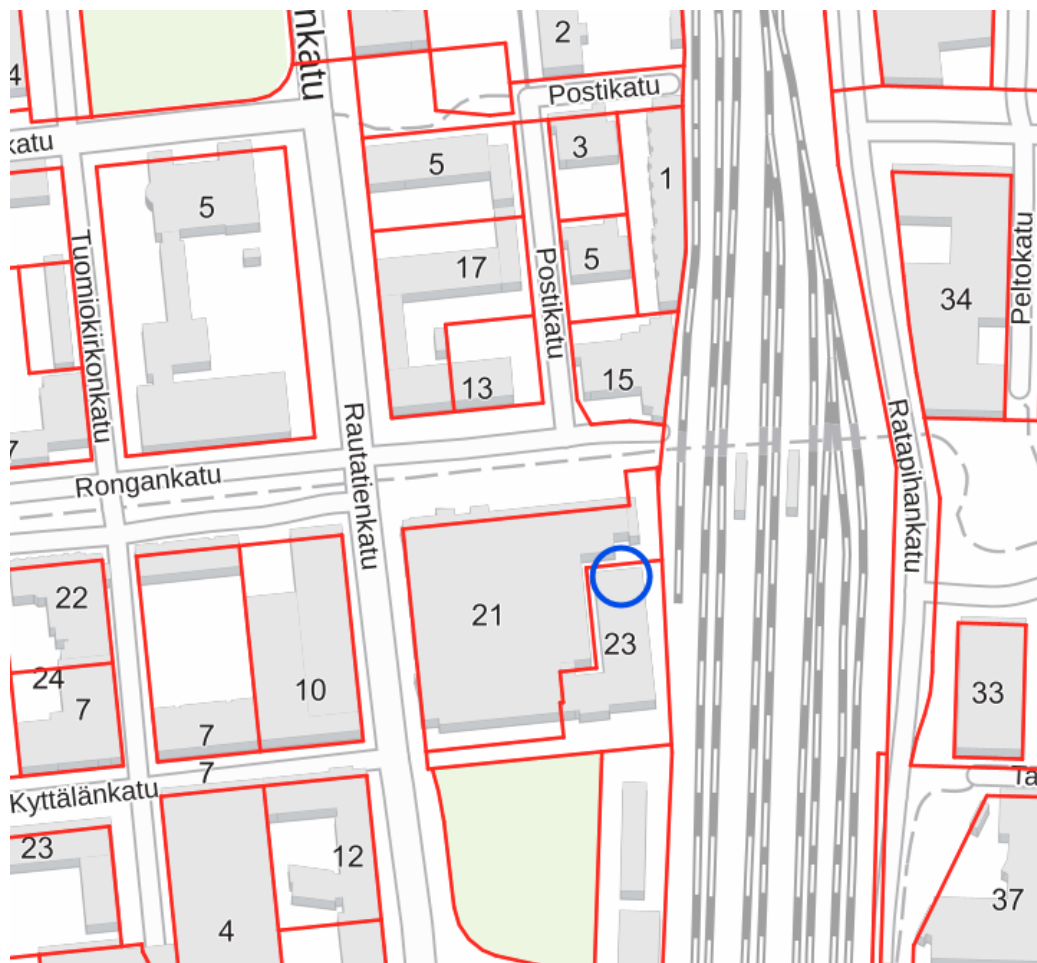 2
4
nkatu
Postikatu
katu
3
5
1
5
Tuomiokirkonkatu
Postikatu
Peltokatu
17
5
34
15
13
Rautatienkatu
Ratapihankatu
7
Rongankatu
22
21
23
24
7
10
33
7
7
Kyttälänkatu
Ta
23
12
37
4